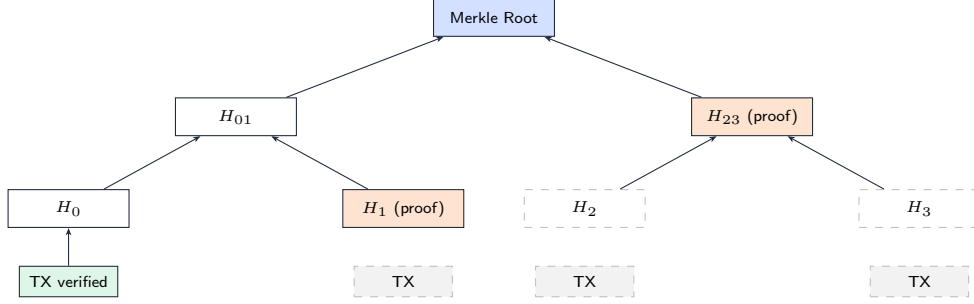 Merkle Root
H₀₁
H₂₃ (proof)
H₀
H₁ (proof)
H₂
H₃
TX verified
TX
TX
TX